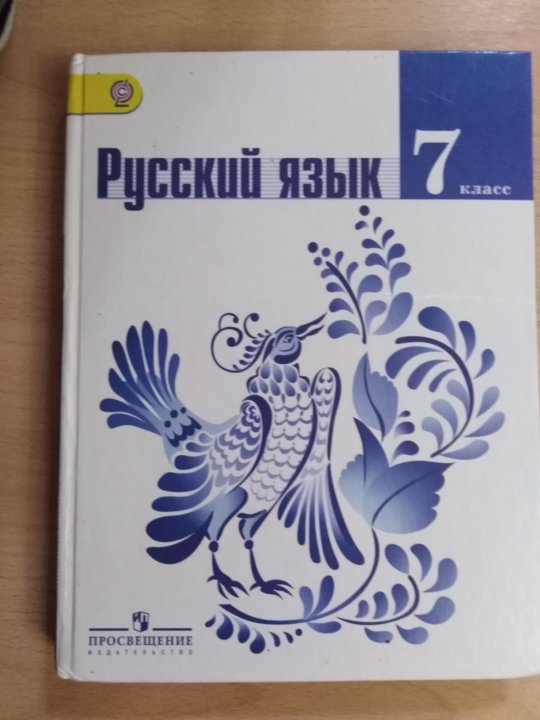 Русский язык
7
класс
ПРОСВЕЩЕНИЕ
ИЗДАТЕЛЬСТВО